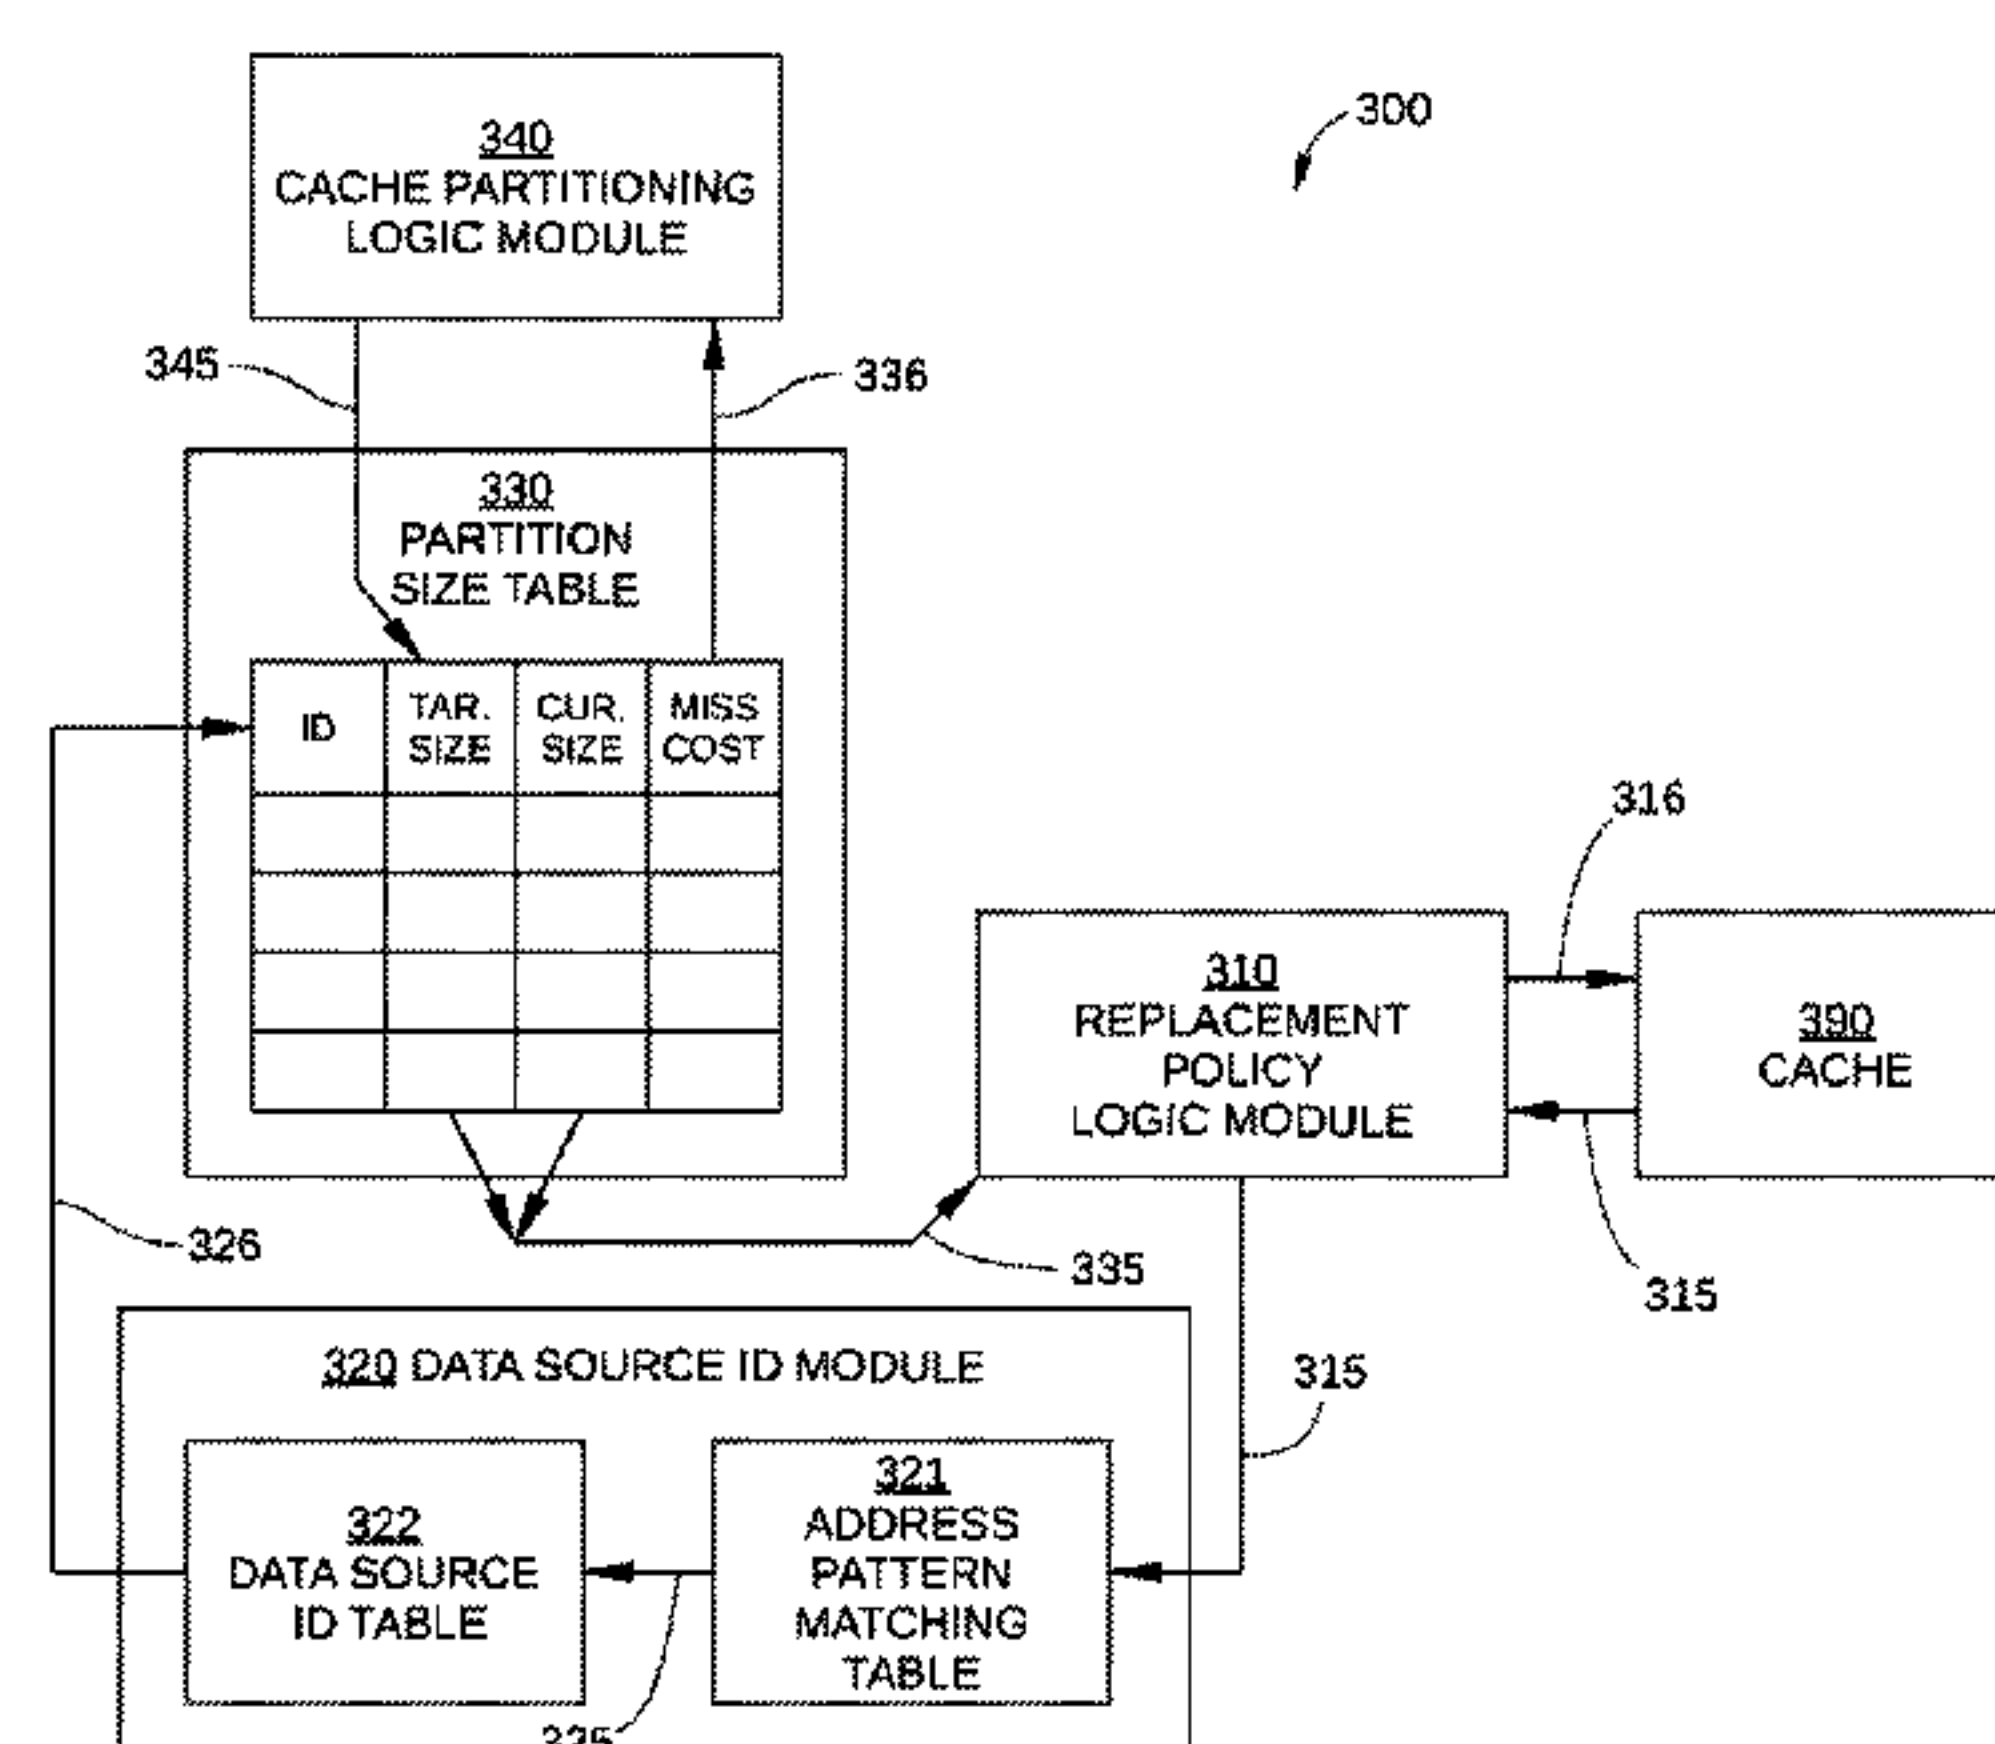 340
CACHE PARTITIONING
LOGIC MODULE
300
345
336
330
PARTITION
SIZE TABLE
ID
TAR.
SIZE
CUR.
SIZE
MISS
COST
316
310
REPLACEMENT
POLICY
LOGIC MODULE
390
CACHE
326
335
315
320 DATA SOURCE ID MODULE
315
322
DATA SOURCE
ID TABLE
321
ADDRESS
PATTERN
MATCHING
TABLE